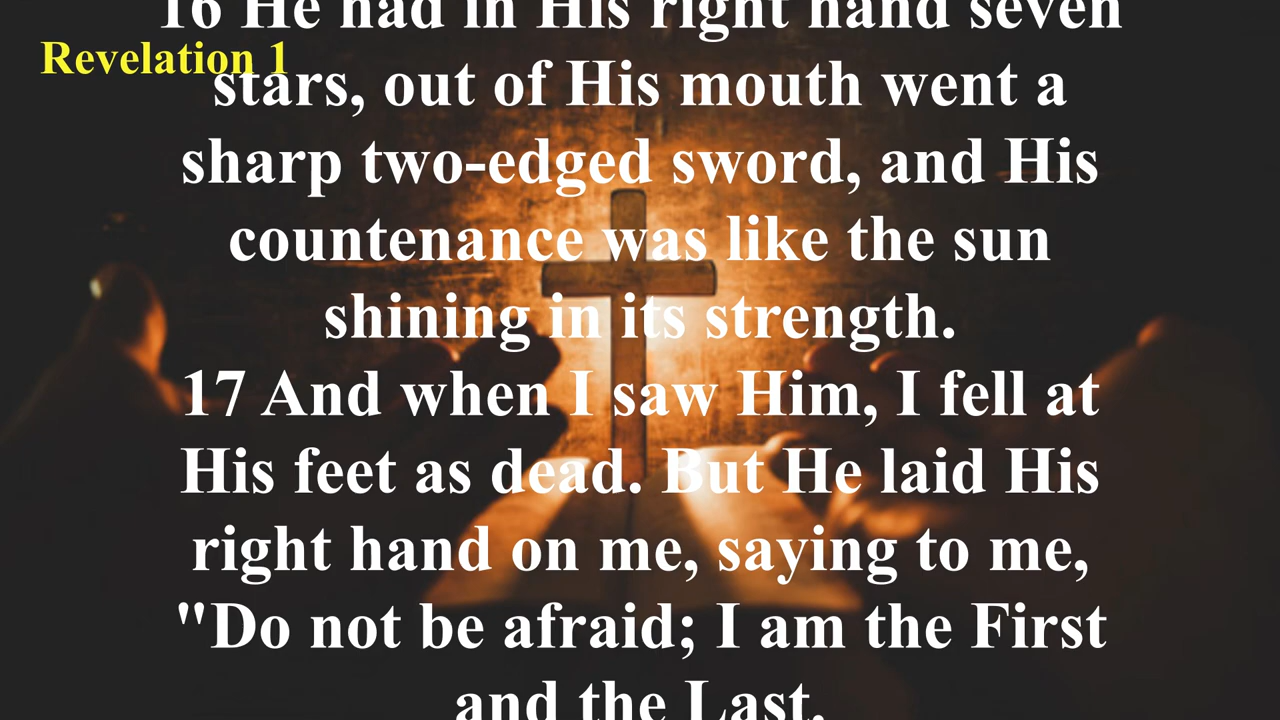 16 He had in His right hand seven
Revelation 1
stars, out of His mouth went a
sharp two-edged sword, and His
countenance was like the sun
shining in its strength.
17 And when I saw Him, I fell at
His feet as dead. But He laid His
right hand on me, saying to me,
"Do not be afraid; I am the First
and the Last.